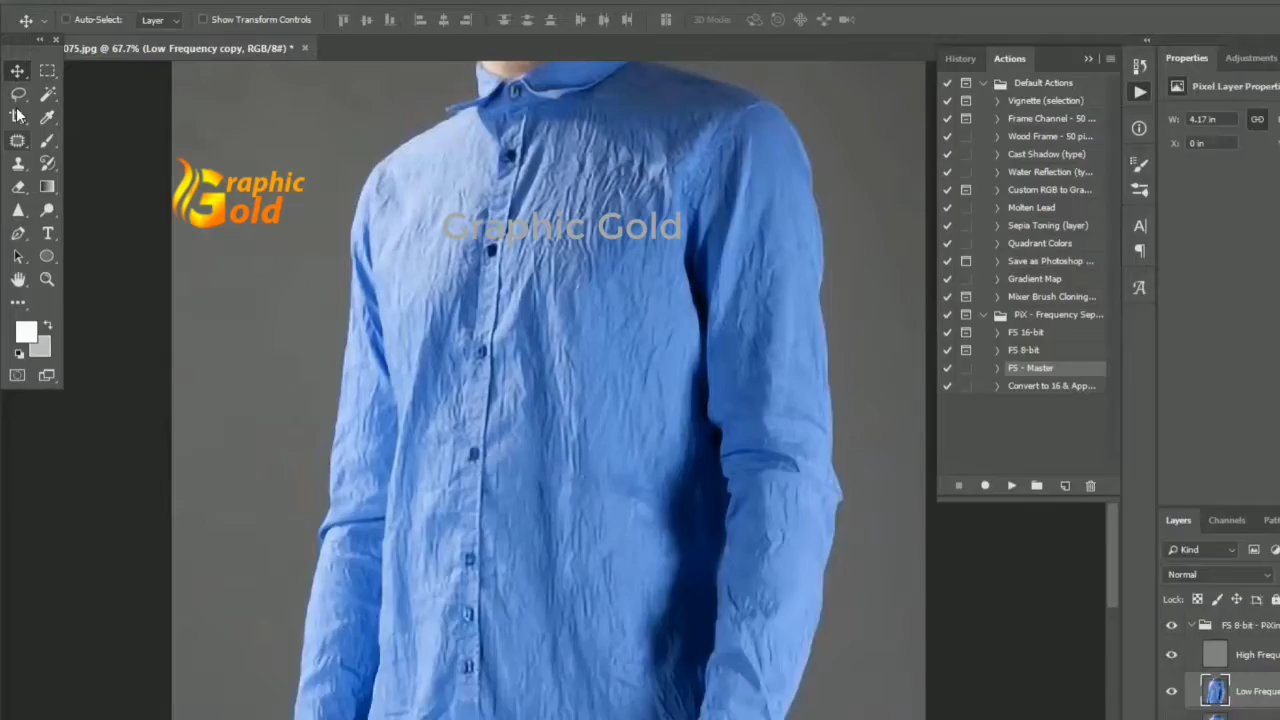 Auto-Select:
Layer
Show Transform Controls
3D Mode:
075.jpg @ 67.7% (Low Frequency copy, RGB/8#) *
History
Actions
Default Actions
Vignette (selection)
Frame Channel - 50 ...
Wood Frame - 50 pi...
Cast Shadow (type)
Water Reflection (ty...
Custom RGB to Gra...
Molten Lead
Sepia Toning (layer)
Quadrant Colors
Save as Photoshop ...
Gradient Map
Mixer Brush Cloning...
PiX - Frequency Sep...
FS 16-bit
FS 8-bit
FS - Master
Convert to 16 & App...
Properties
Adjustments
Pixel Layer Properti
W: 4.17 in
X: 0 in
Graphic
Gold
Graphic Gold
Layers
Channels
Pat
Kind
Normal
Lock:
FS 8-bit - PiXim
High Frequ
Low Freque